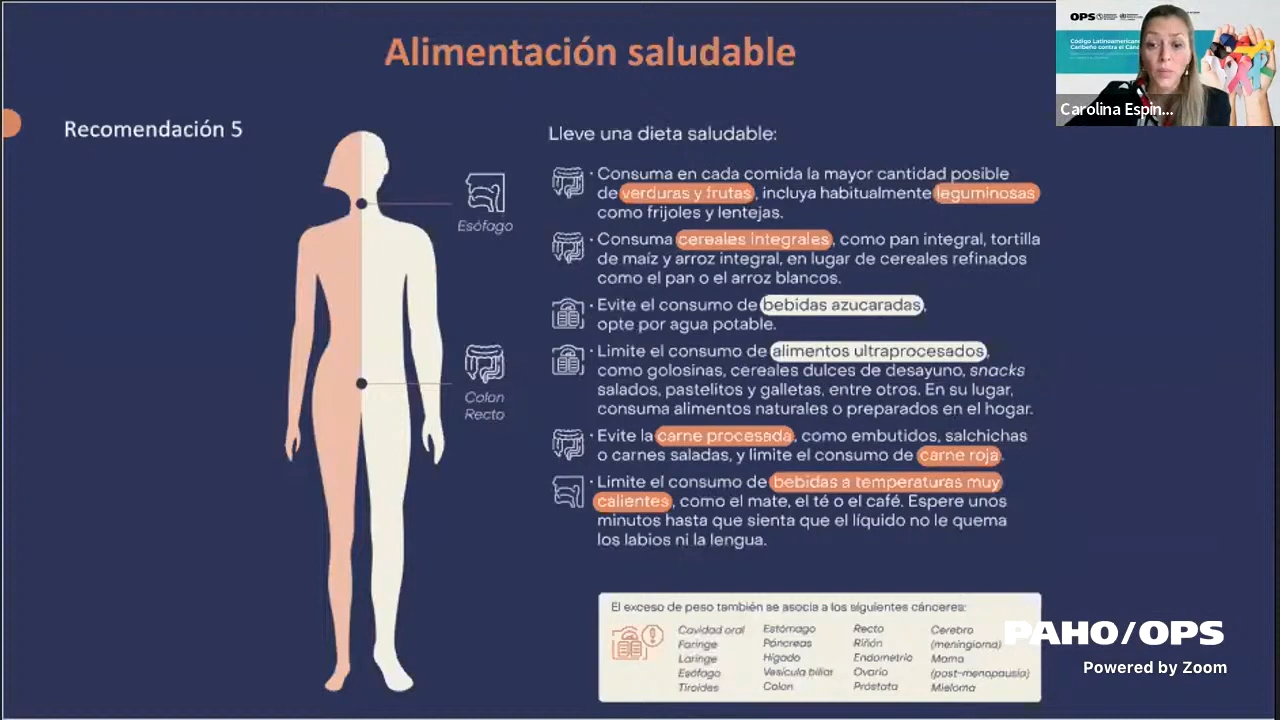 Alimentación saludable
Recomendación 5
Esófago
Colon
Recto
Lleve una dieta saludable:
· Consuma en cada comida la mayor cantidad posible
de verduras y frutas, incluya habitualmente leguminosas
como frijoles y lentejas.
· Consuma cereales integrales, como pan integral, tortilla
de maíz y arroz integral, en lugar de cereales refinados
como el pan o el arroz blancos.
· Evite el consumo de bebidas azucaradas,
opte por agua potable.
· Limite el consumo de alimentos ultraprocesados,
como golosinas, cereales dulces de desayuno, snacks
salados, pastelitos y galletas, entre otros. En su lugar,
consuma alimentos naturales o preparados en el hogar.
· Evite la carne procesada, como embutidos, salchichas
o carnes saladas, y limite el consumo de carne roja.
· Limite el consumo de bebidas a temperaturas muy
calientes, como el mate, el té o el café. Espere unos
minutos hasta que sienta que el líquido no le quema
los labios ni la lengua.
El exceso de peso también se asocia a los siguientes cánceres:
Cavidad oral
Faringe
Laringe
Esófago
Tiroides
Estómago
Páncreas
Hígado
Vesícula biliar
Colon
Recto
Riñón
Endometrio
Ovario
Próstata
Cerebro
(meningioma)
Mama
(post-menopausia)
Mieloma
OPS
Código Latinoamericano
Caribeño contra el Cánc
Carolina Espin...
PAHO/OPS
Powered by Zoom